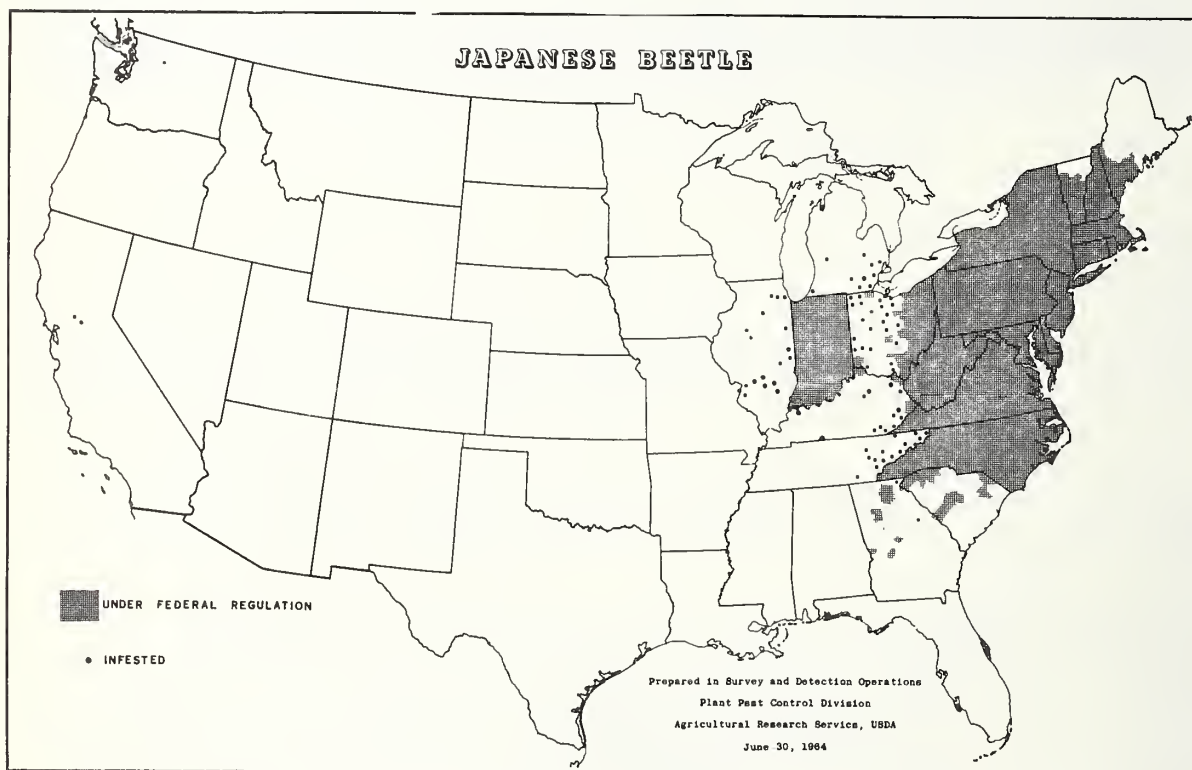 JAPANESE BEETLE
UNDER FEDERAL REGULATION
• INFESTED
Prepared in Survey and Detection Operations
Plant Pest Control Division
Agricultural Research Service, USDA
June 30, 1964